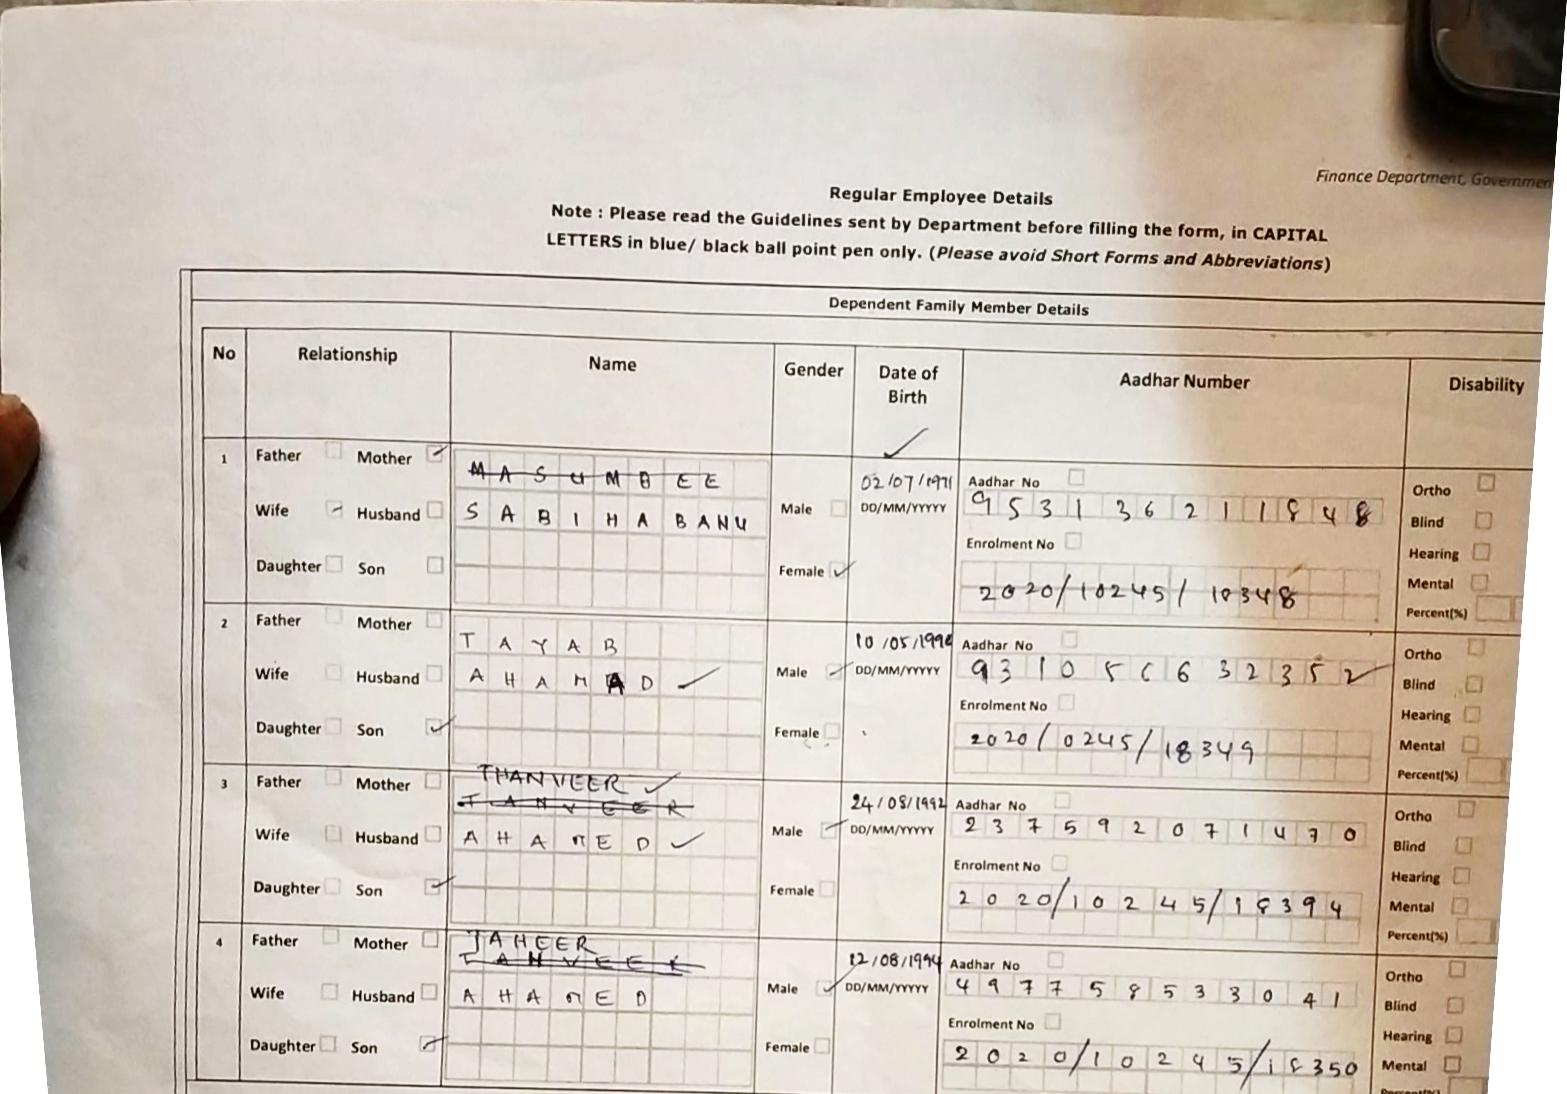 Finance Department, Governmen
Regular Employee Details
Note : Please read the Guidelines sent by Department before filling the form, in CAPITAL
LETTERS in blue/ black ball point pen only. (Please avoid Short Forms and Abbreviations)
Dependent Family Member Details
No Relationship Name Gender Date of Birth Aadhar Number Disability
1
Father Mother
Wife Husband
Daughter Son
MASUMBEE
SABIHA BANU
Male
Female
02/07/1971
DD/MM/YYYY
Aadhar No
9531 36211848
Enrolment No
2020/10245/10348
Ortho
Blind
Hearing
Mental
Percent(%)
2
Father Mother
Wife Husband
Daughter Son
TAYAB
AHAMAD
Male
Female
10/05/1990
DD/MM/YYYY
Aadhar No
Enrolment No
2020/0245/18349
Ortho
Blind
Hearing
Mental
Percent(%)
3
Father Mother
Wife Husband
Daughter Son
THANVEER
TANVEER
AHAMED
Male
Female
24/08/1992
DD/MM/YYYY
Aadhar No
237592071470
Enrolment No
2020/10245/18394
Ortho
Blind
Hearing
Mental
Percent(%)
4
Father Mother
Wife Husband
Daughter Son
JAHEER
TANVEER
AHAMED
Male
Female
12/08/1994
DD/MM/YYYY
Aadhar No
497758533041
Enrolment No
2020/10245/18350
Ortho
Blind
Hearing
Mental
Percent(%)